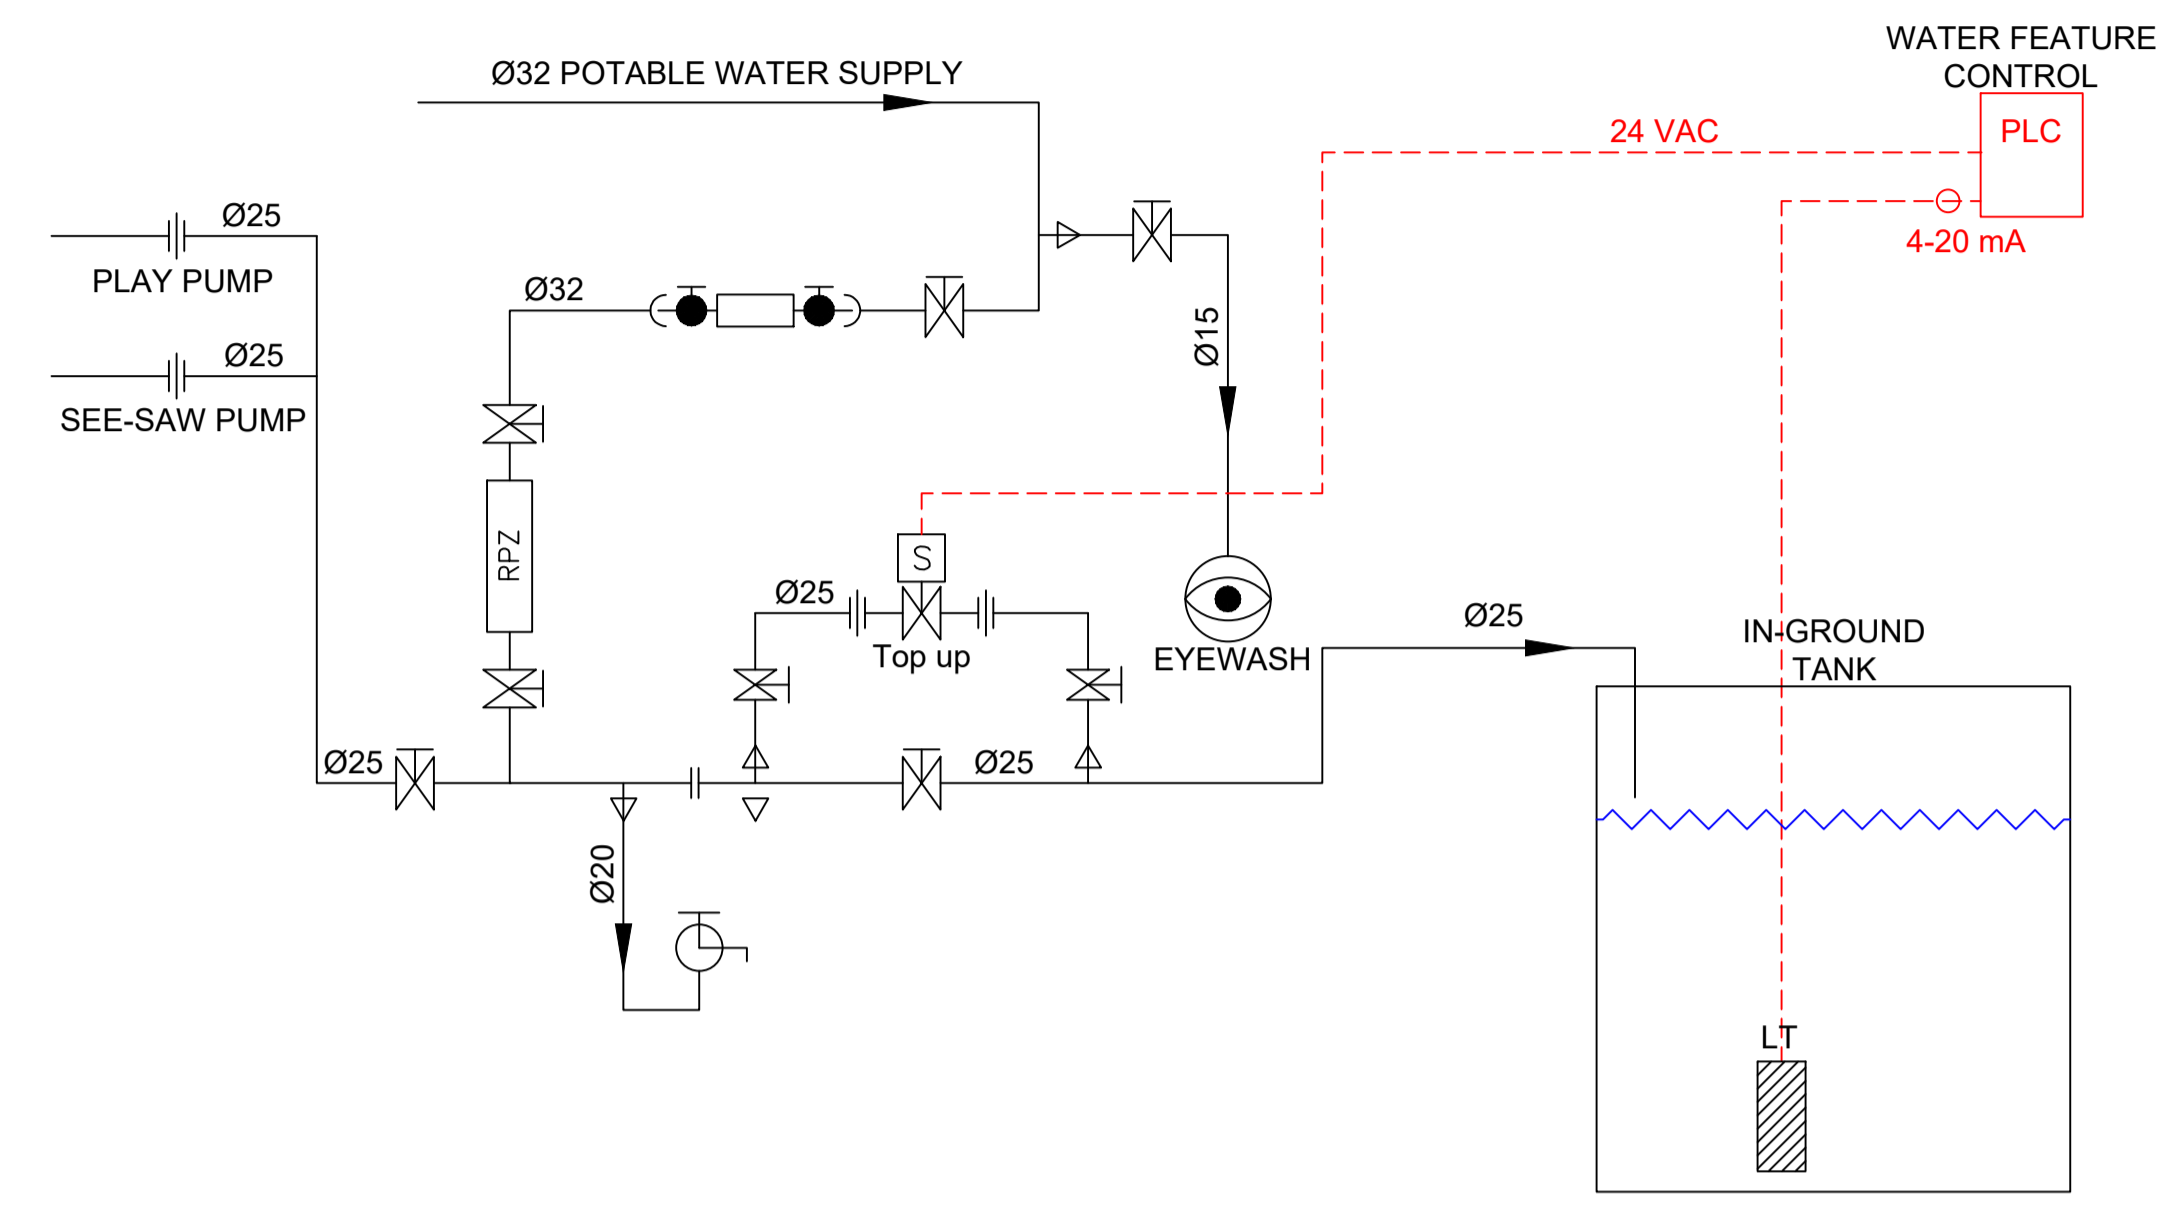 WATER FEATURE
CONTROL
Ø32 POTABLE WATER SUPPLY
24 VAC
PLC
Ø25
4-20 mA
PLAY PUMP
Ø32
Ø15
Ø25
SEE-SAW PUMP
RPZ
S
Ø25
Top up
EYEWASH
Ø25
IN-GROUND
TANK
Ø25
Ø25
Ø20
LT